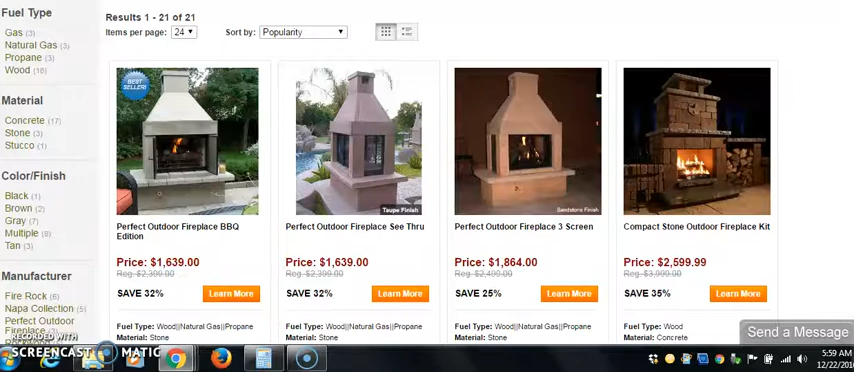 Fuel Type
Gas (3)
Natural Gas (3)
Propane (3)
Wood (16)
Material
Concrete (17)
Stone (3)
Stucco (1)
Color/Finish
Black (1)
Brown (2)
Gray (7)
Multiple (8)
Tan (3)
Manufacturer
Fire Rock (6)
Napa Collection (5)
Perfect Outdoor
Fireplace
Results 1 - 21 of 21
Items per page: 24
Sort by: Popularity
BEST
SELLER!
Perfect Outdoor Fireplace BBQ
Edition
Price: $1,639.00
Reg. $2,399.00
SAVE 32%
Learn More
Fuel Type: Wood||Natural Gas||Propane
Material: Stone
Taupe Finish
Perfect Outdoor Fireplace See Thru
Price: $1,639.00
Reg. $2,399.00
SAVE 32%
Learn More
Fuel Type: Wood||Natural Gas||Propane
Material: Stone
Sandstone Finish
Perfect Outdoor Fireplace 3 Screen
Price: $1,864.00
Reg. $2,499.00
SAVE 25%
Learn More
Fuel Type: Wood||Natural Gas||Propane
Material: Stone
Compact Stone Outdoor Fireplace Kit
Price: $2,599.99
Reg. $3,999.00
SAVE 35%
Learn More
Fuel Type: Wood
Material: Concrete
Send a Message
RECORDED WITH
SCREENCAST MATIC
5:59 AM
12/22/201